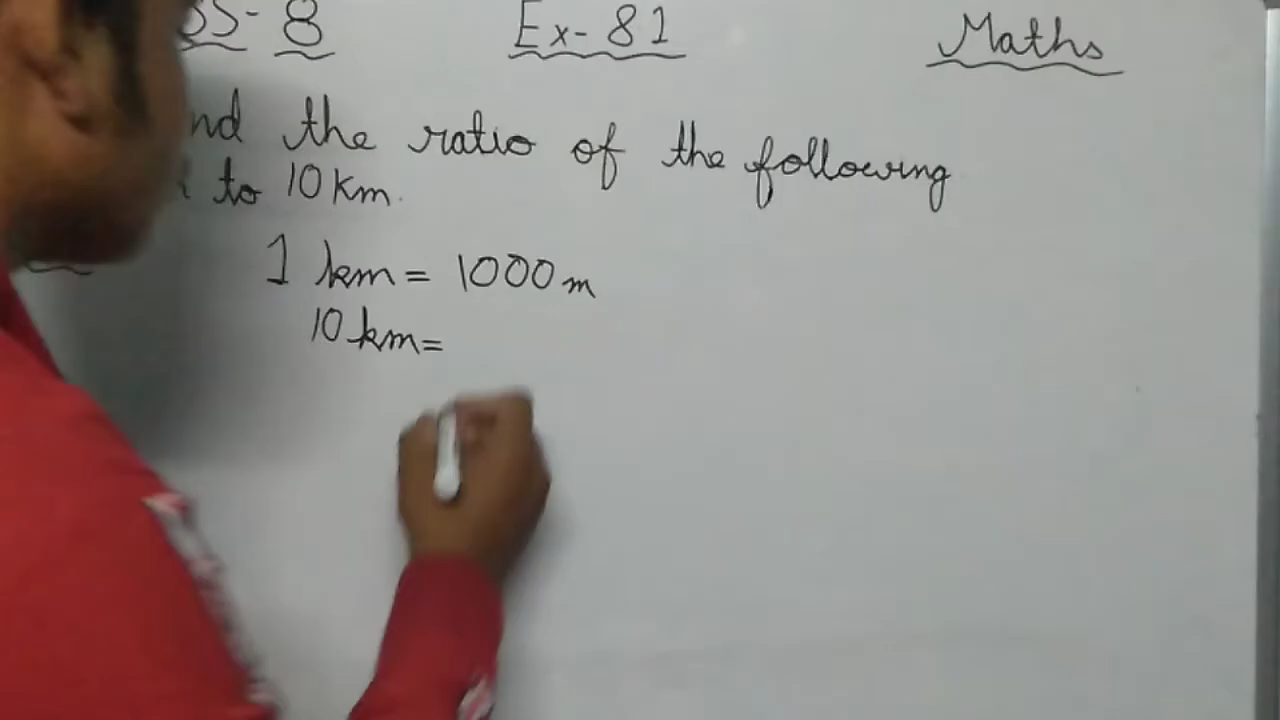 8 Ex-81 Maths
the ratio of the following
to 10 Km.
1 km = 1000 m
10 km =